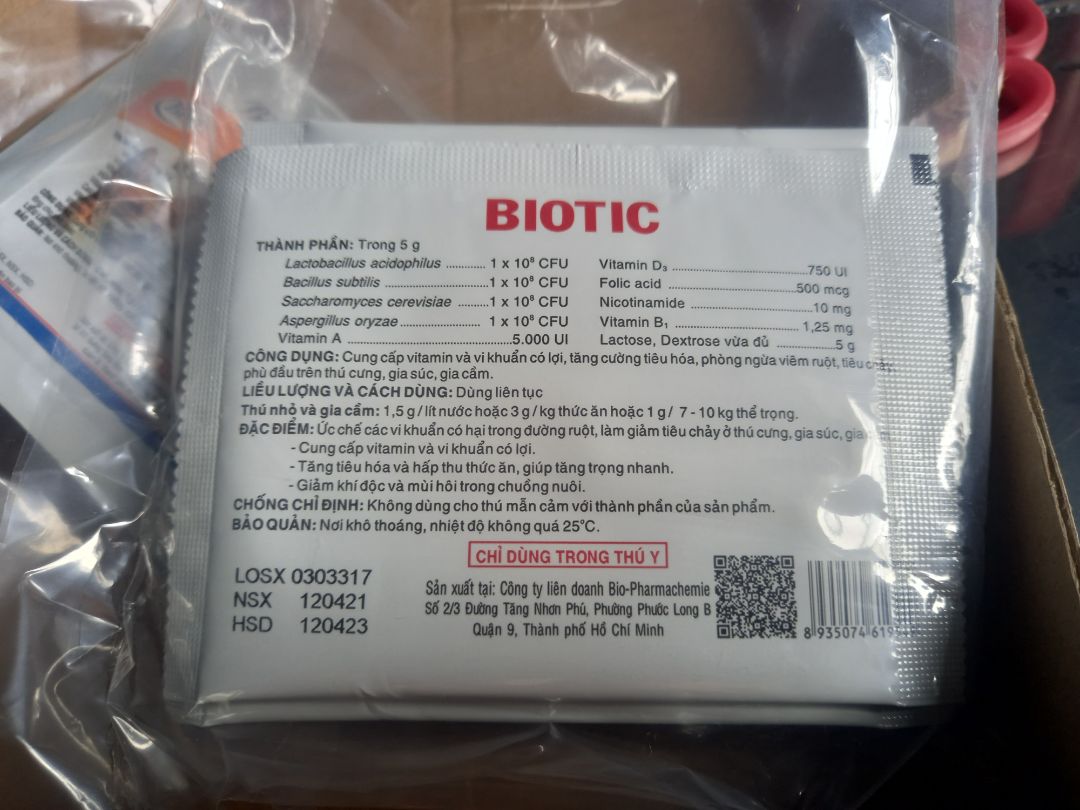 BIOTIC
THÀNH PHẦN: Trong 5 g
Lactobacillus acidophilus ............ 1 x 10⁸ CFU
Bacillus subtilis ................................1 x 10⁸ CFU
Saccharomyces cerevisiae .........1 x 10⁸ CFU
Aspergillus oryzae ........................ 1 x 10⁸ CFU
Vitamin A ................................................5.000 UI
Vitamin D₃ ........................................750 UI
Folic acid ......................................500 mcg
Nicotinamide ....................................10 mg
Vitamin B₁ .................................... 1,25 mg
Lactose, Dextrose vừa đủ .................5 g
CÔNG DỤNG: Cung cấp vitamin và vi khuẩn có lợi, tăng cường tiêu hóa, phòng ngừa viêm ruột, tiêu chảy,
phù đầu trên thú cưng, gia súc, gia cầm.
LIỀU LƯỢNG VÀ CÁCH DÙNG: Dùng liên tục
Thú nhỏ và gia cầm: 1,5 g / lít nước hoặc 3 g / kg thức ăn hoặc 1 g / 7 - 10 kg thể trọng.
ĐẶC ĐIỂM: Ức chế các vi khuẩn có hại trong đường ruột, làm giảm tiêu chảy ở thú cưng, gia súc, gia
- Cung cấp vitamin và vi khuẩn có lợi.
- Tăng tiêu hóa và hấp thu thức ăn, giúp tăng trọng nhanh.
- Giảm khí độc và mùi hôi trong chuồng nuôi.
CHỐNG CHỈ ĐỊNH: Không dùng cho thú mẫn cảm với thành phần của sản phẩm.
BẢO QUẢN: Nơi khô thoáng, nhiệt độ không quá 25°C.
CHỈ DÙNG TRONG THÚ Y
LOSX 0303317
NSX 120421
HSD 120423
Sản xuất tại: Công ty liên doanh Bio-Pharmachemie
Số 2/3 Đường Tăng Nhơn Phú, Phường Phước Long B
Quận 9, Thành phố Hồ Chí Minh
8 935074 619